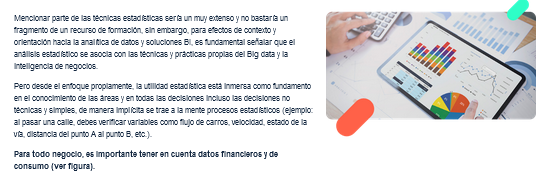 Mencionar parte de las técnicas estadísticas sería un muy extenso y no bastaría un
fragmento de un recurso de formación, sin embargo, para efectos de contexto y
orientación hacia la analítica de datos y soluciones BI, es fundamental señalar que el
análisis estadístico se asocia con las técnicas y prácticas propias del Big data y la
inteligencia de negocios.
Pero desde el enfoque propiamente, la utilidad estadística está inmersa como fundamento
en el conocimiento de las áreas y en todas las decisiones incluso las decisiones no
técnicas y simples, de manera implícita se trae a la mente procesos estadísticos (ejemplo:
al pasar una calle, debes verificar variables como flujo de carros, velocidad, estado de la
vía, distancia del punto A al punto B, etc.).
Para todo negocio, es importante tener en cuenta datos financieros y de
consumo (ver figura).